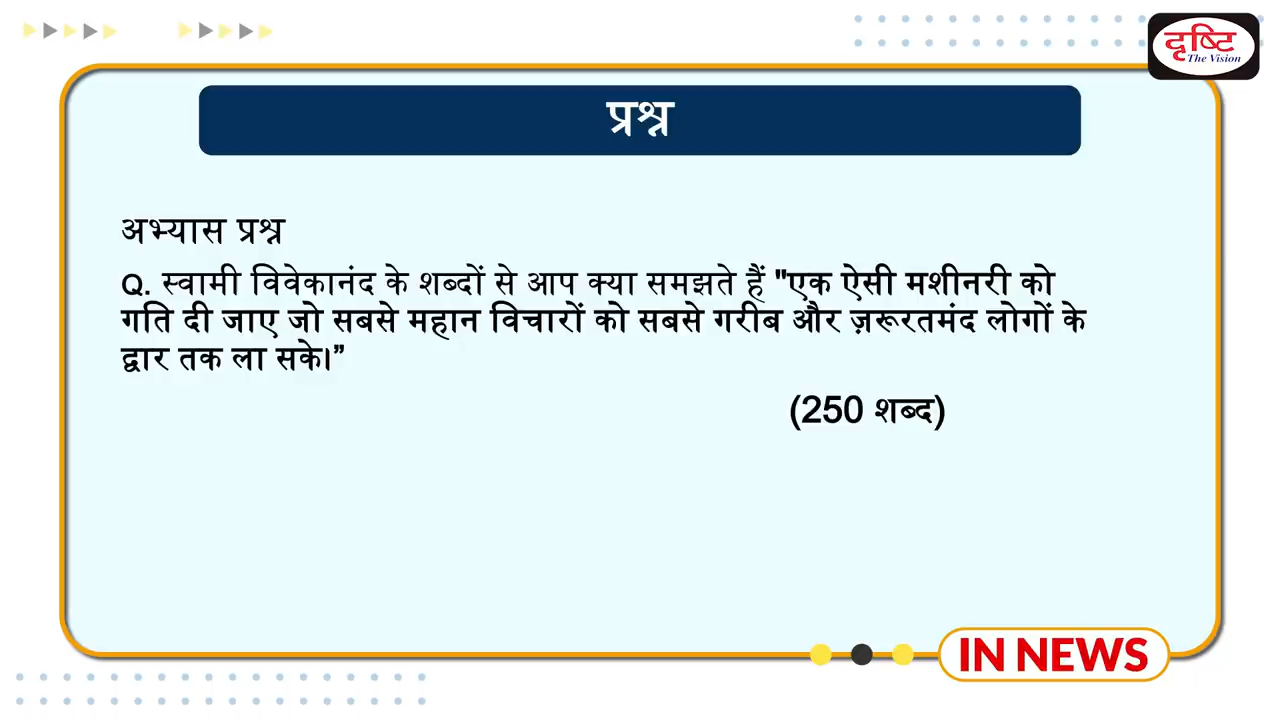 दृष्टि
The Vision
प्रश्न
अभ्यास प्रश्न
Q. स्वामी विवेकानंद के शब्दों से आप क्या समझते हैं "एक ऐसी मशीनरी को
गति दी जाए जो सबसे महान विचारों को सबसे गरीब और ज़रूरतमंद लोगों के
द्वार तक ला सके।”
(250 शब्द)
IN NEWS